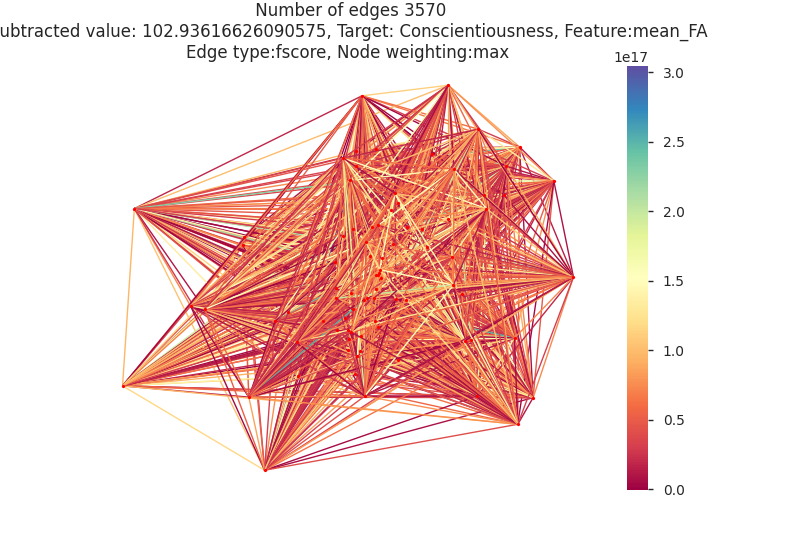 Number of edges 3570
ubtracted value: 102.93616626090575, Target: Conscientiousness, Feature:mean_FA
Edge type:fscore, Node weighting:max
1e17
3.0
2.5
2.0
1.5
1.0
0.5
0.0